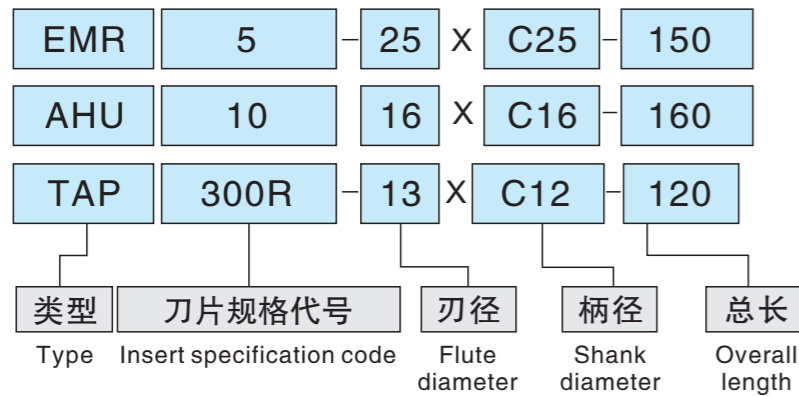 EMR 5 - 25 X C25 - 150
AHU 10 16 X C16 - 160
TAP 300R - 13 X C12 - 120
类型 刀片规格代号 刃径 柄径 总长
Type Insert specification code Flute diameter Shank diameter Overall length